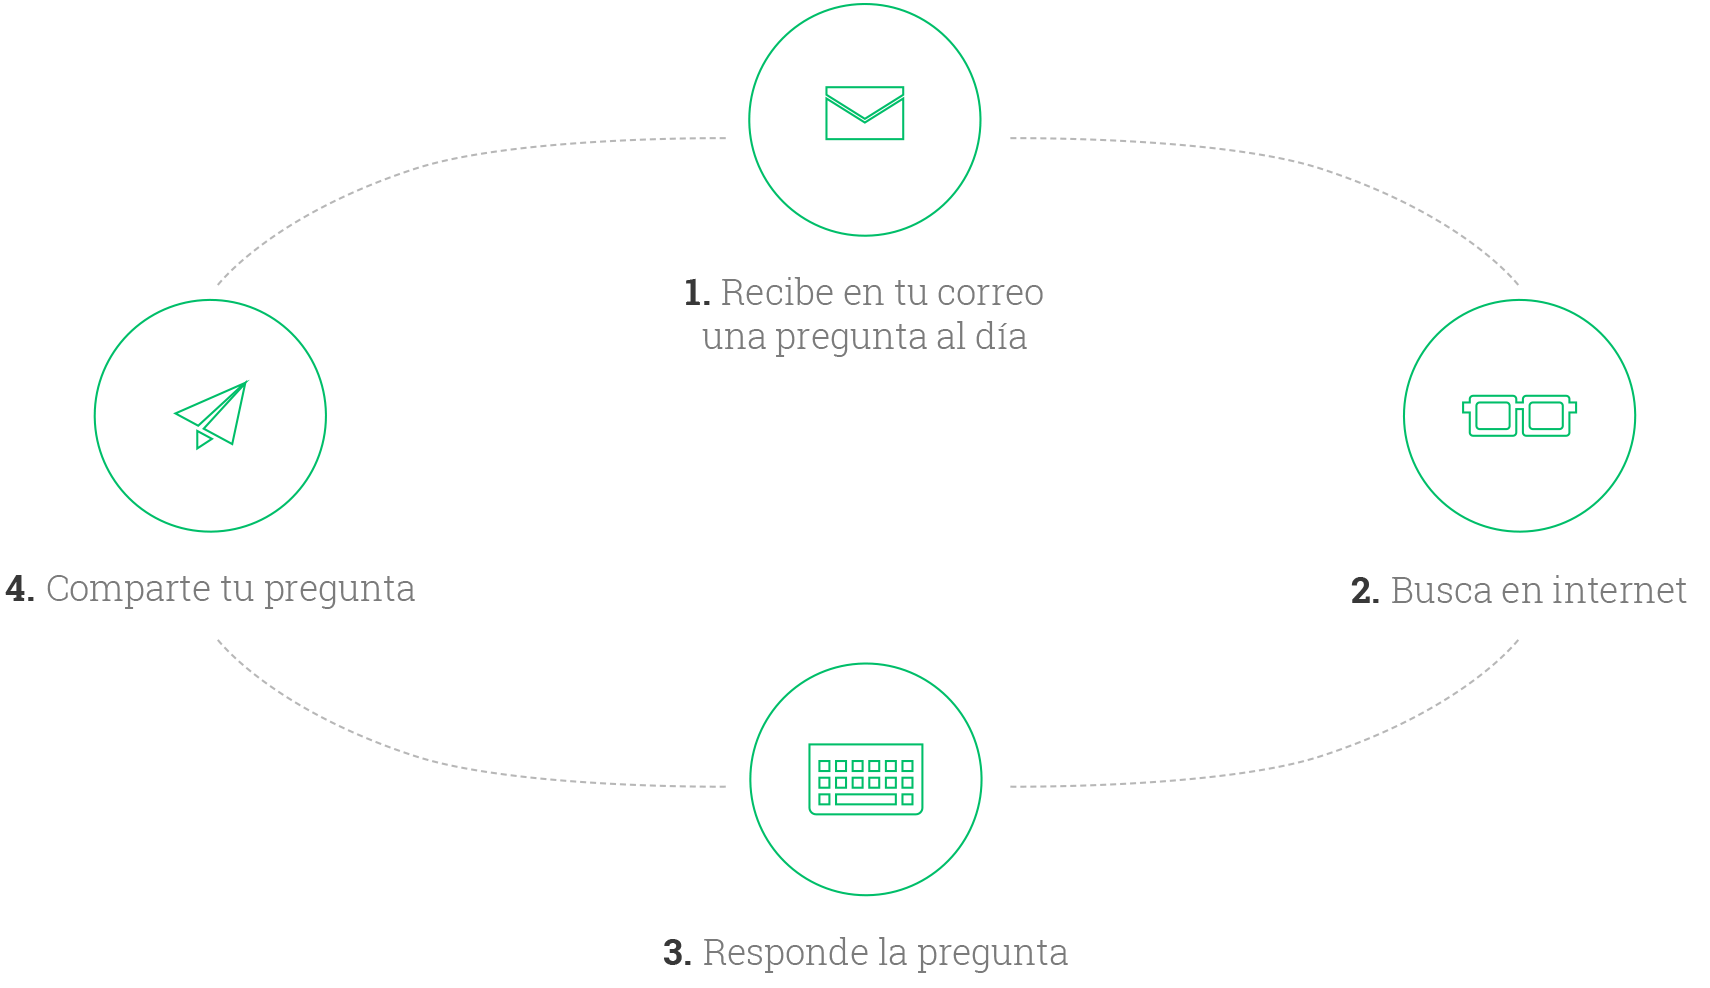 1. Recibe en tu correo
una pregunta al día
2. Busca en internet
3. Responde la pregunta
4. Comparte tu pregunta